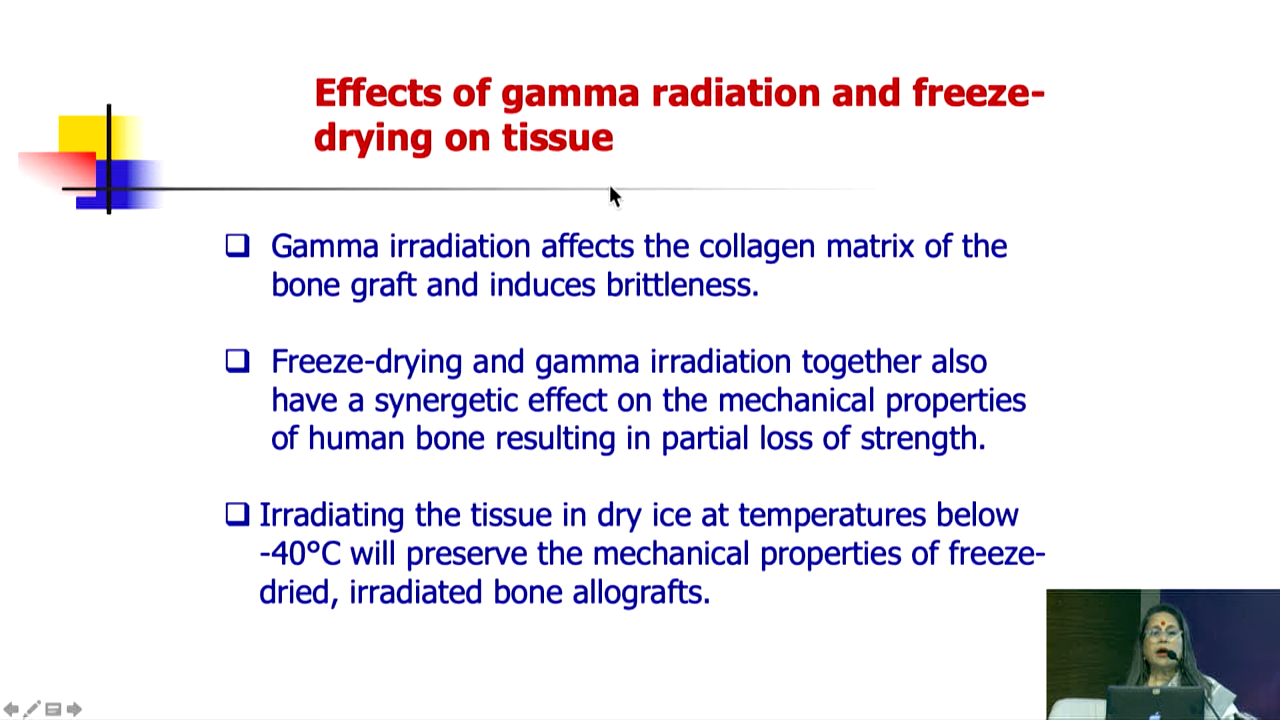 Effects of gamma radiation and freeze-
drying on tissue
Gamma irradiation affects the collagen matrix of the
bone graft and induces brittleness.
Freeze-drying and gamma irradiation together also
have a synergetic effect on the mechanical properties
of human bone resulting in partial loss of strength.
Irradiating the tissue in dry ice at temperatures below
-40°C will preserve the mechanical properties of freeze-
dried, irradiated bone allografts.